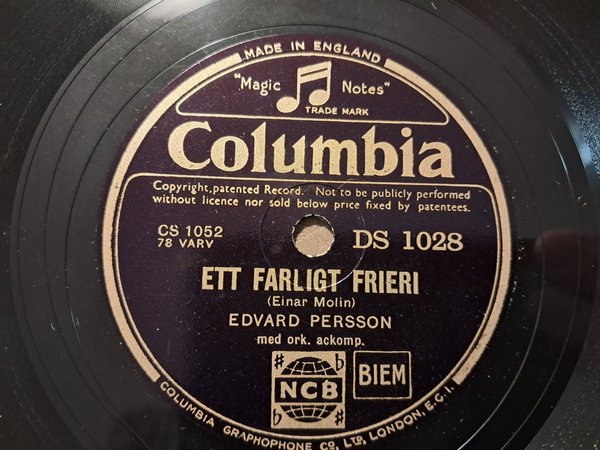 MADE IN ENGLAND
"Magic Notes"
TRADE MARK
Columbia
Copyright, patented Record. Not to be publicly performed
without licence nor sold below price fixed by patentees.
CS 1052
78 VARV
DS 1028
ETT FARLIGT FRIERI
(Einar Molin)
EDVARD PERSSON
med ork. ackomp.
NCB
BIEM
COLUMBIA GRAPHOPHONE CO, LTD, LONDON, E.C.1.